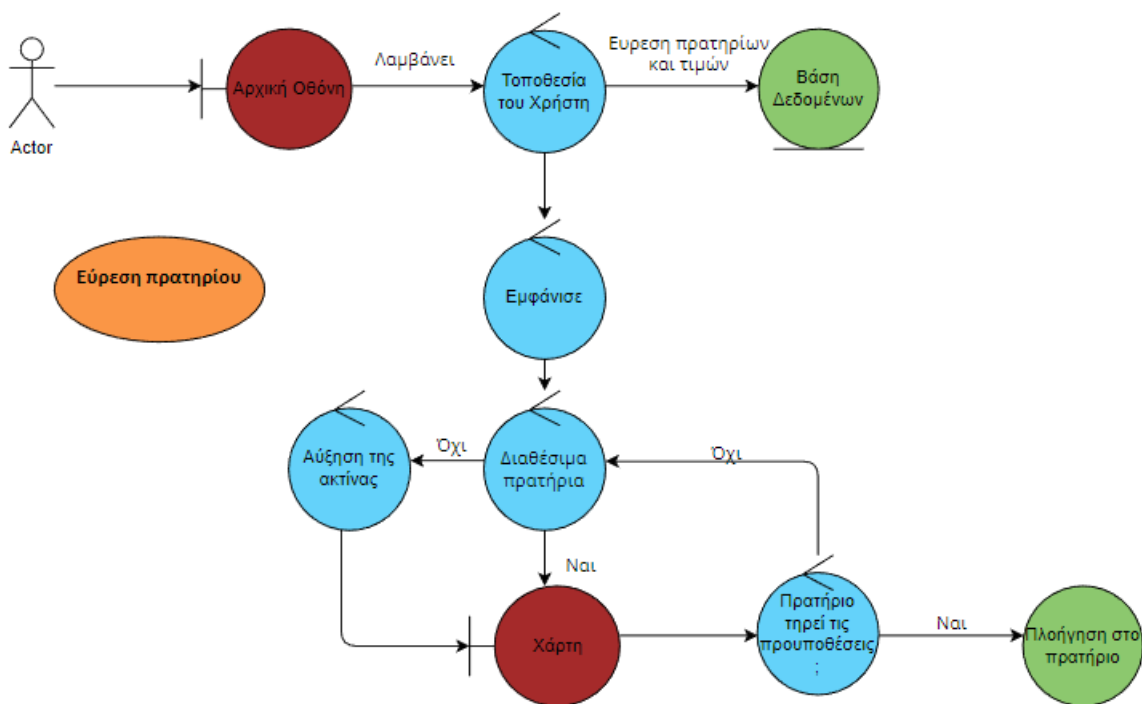 Actor
Αρχική Οθόνη
Λαμβάνει
Τοποθεσία
του Χρήστη
Ευρεση πρατηρίων
και τιμών
Βάση
Δεδομένων
Εύρεση πρατηρίου
Εμφάνισε
Αύξηση της
ακτίνας
Όχι
Διαθέσιμα
πρατήρια
Όχι
Ναι
Χάρτη
Πρατήριο
τηρεί τις
προυποθέσεις
;
Ναι
Πλοήγηση στο
πρατήριο